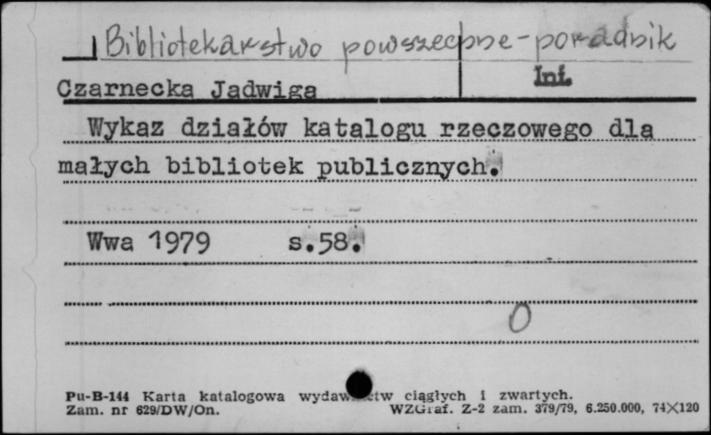 Bibliotekarstwo powszechne - poradnik
Inf.
Czarnecka Jadwiga
Wykaz działów katalogu rzeczowego dla
małych bibliotek publicznych.
Wwa 1979 s.58.
0
Pu-B-144 Karta katalogowa wydawnictw ciągłych i zwartych.
Zam. nr 629/DW/On. WZGraf. Z-2 zam. 379/79, 6.250.000, 74×120